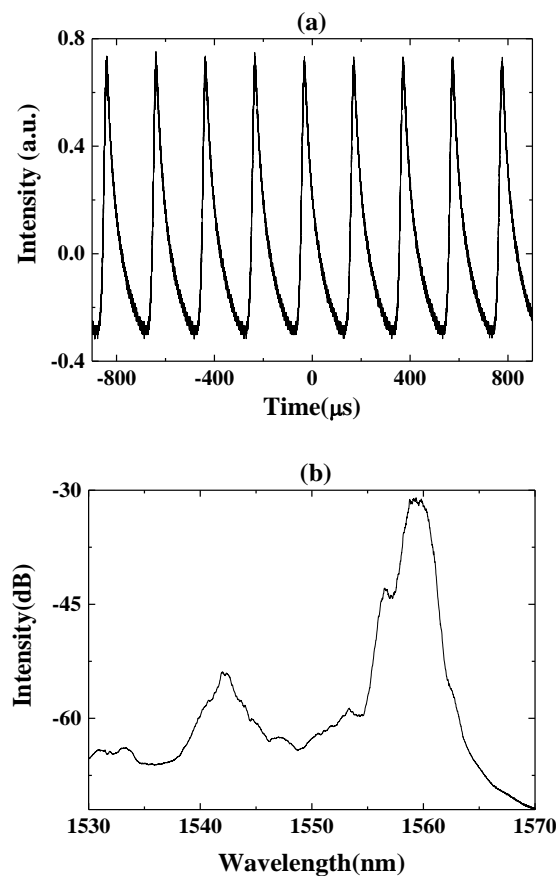 (a)
0.8
0.4
0.0
-0.4
Intensity (a.u.)
-800 -400 0 400 800
Time(μs)
(b)
-30
-45
-60
Intensity(dB)
1530 1540 1550 1560 1570
Wavelength(nm)